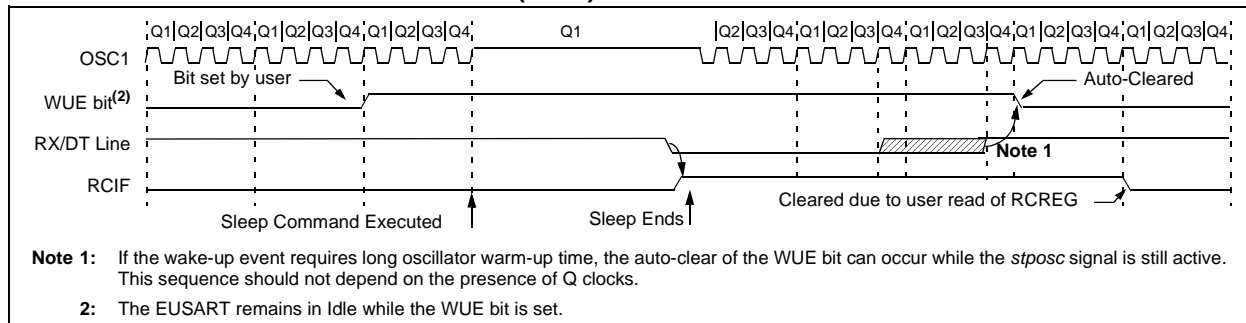 Q1 Q2 Q3 Q4 Q1 Q2 Q3 Q4 Q1 Q2 Q3 Q4 Q1 Q2 Q3 Q4 Q1 Q2 Q3 Q4 Q1 Q2 Q3 Q4 Q1 Q2 Q3 Q4 Q1 Q2 Q3 Q4
OSC1
Bit set by user
Auto-Cleared
WUE bit(2)
RX/DT Line
Note 1
RCIF
Cleared due to user read of RCREG
Sleep Command Executed
Sleep Ends
Note 1: If the wake-up event requires long oscillator warm-up time, the auto-clear of the WUE bit can occur while the stposc signal is still active.
This sequence should not depend on the presence of Q clocks.
2: The EUSART remains in Idle while the WUE bit is set.